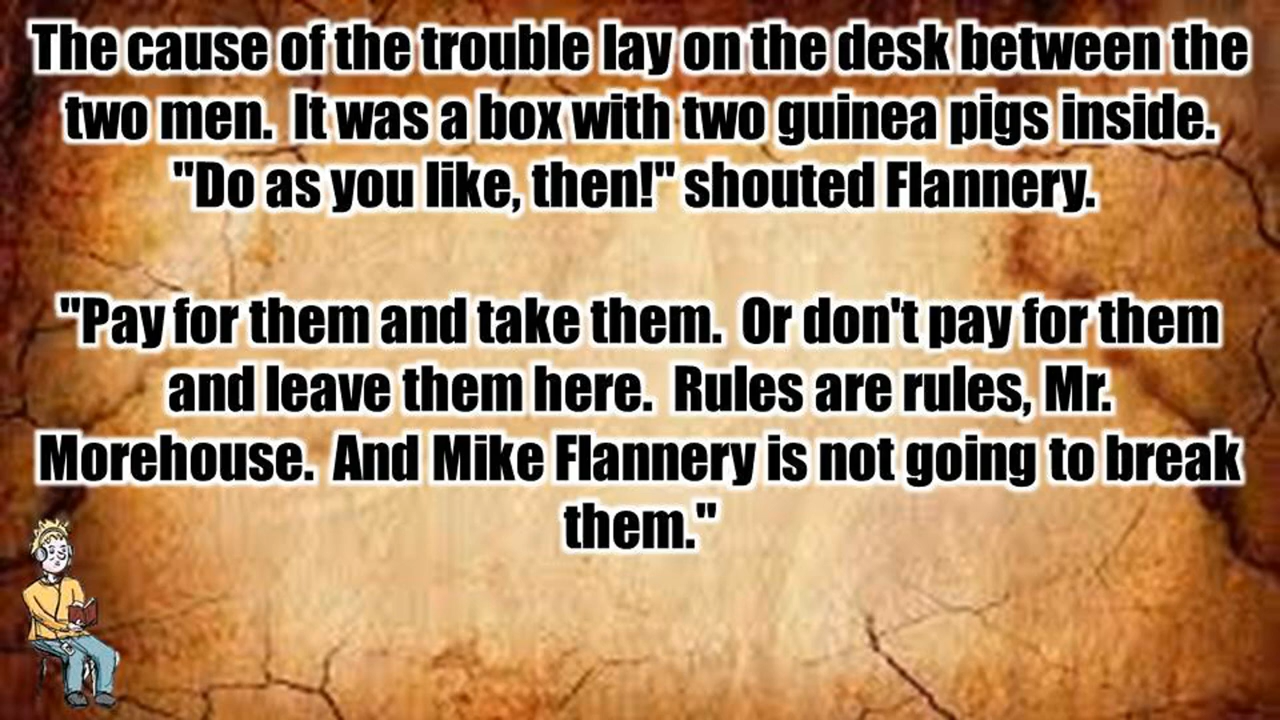 The cause of the trouble lay on the desk between the
two men.  It was a box with two guinea pigs inside.
"Do as you like, then!" shouted Flannery.
"Pay for them and take them.  Or don't pay for them
and leave them here.  Rules are rules, Mr.
Morehouse.  And Mike Flannery is not going to break
them."